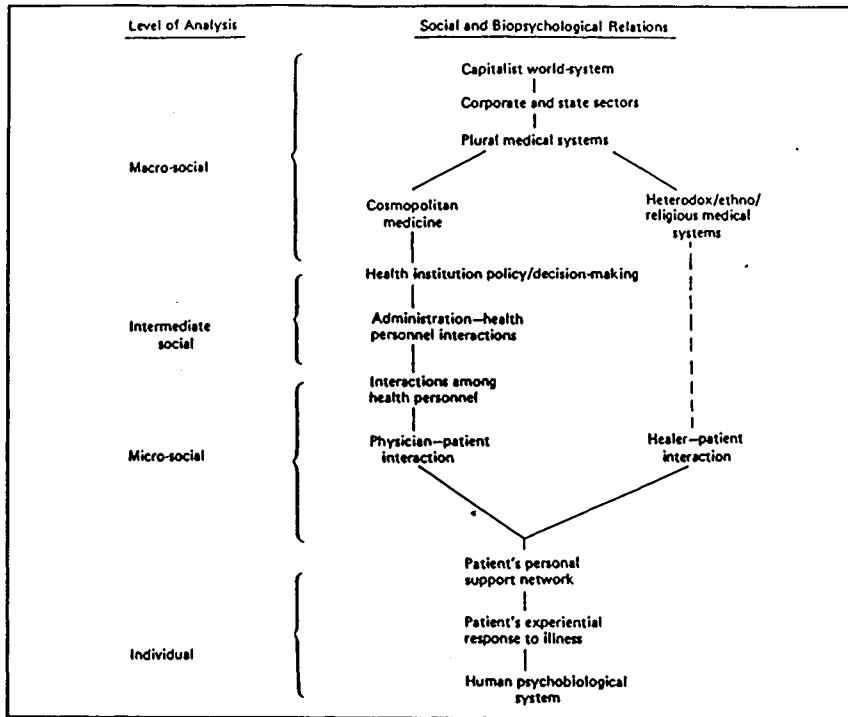 Level of Analysis
Social and Biopsychological Relations
Capitalist world-system
Corporate and state sectors
Plural medical systems
Macro-social
Cosmopolitan
medicine
Heterodox/ethno/
religious medical
systems
Health institution policy/decision-making
Intermediate
social
Administration—health
personnel interactions
Interactions among
health personnel
Micro-social
Physician—patient
interaction
Healer—patient
interaction
Patient's personal
support network
Patient's experiential
response to illness
Individual
Human psychobiological
system